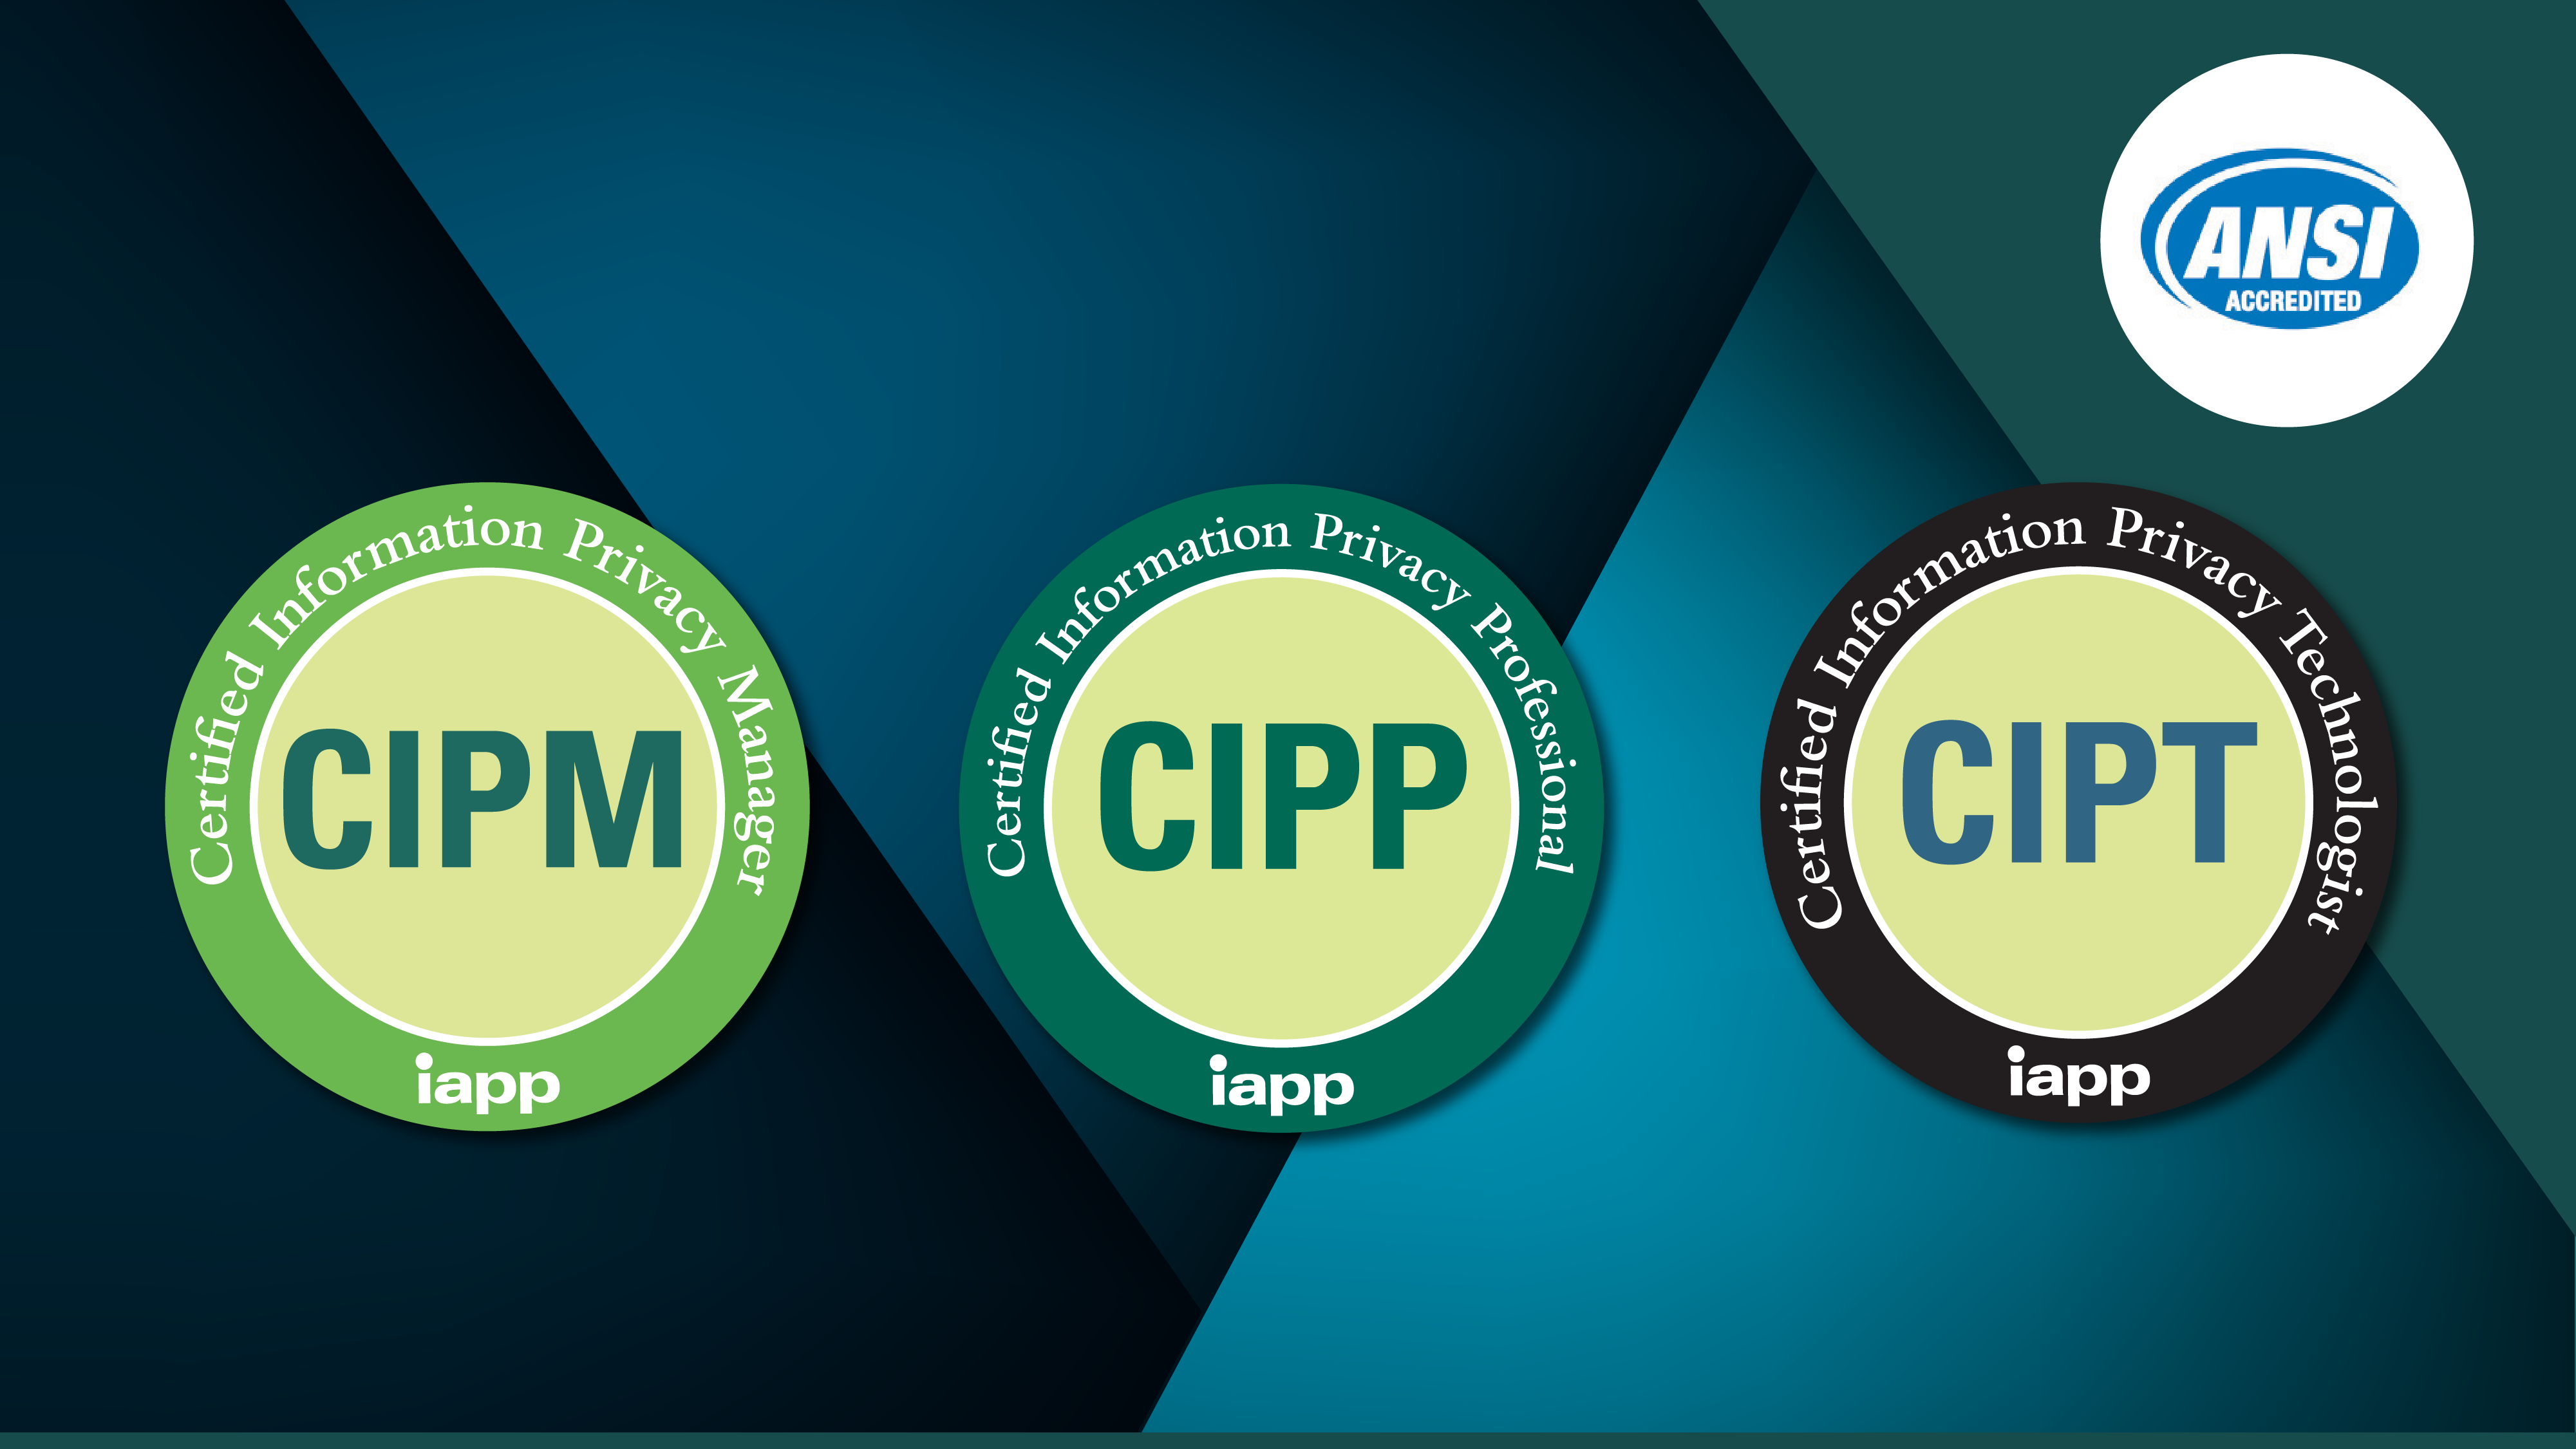 ANSI
ACCREDITED
Certified Information Privacy Manager
CIPM
iapp
Certified Information Privacy Professional
CIPP
iapp
Certified Information Privacy Technologist
CIPT
iapp